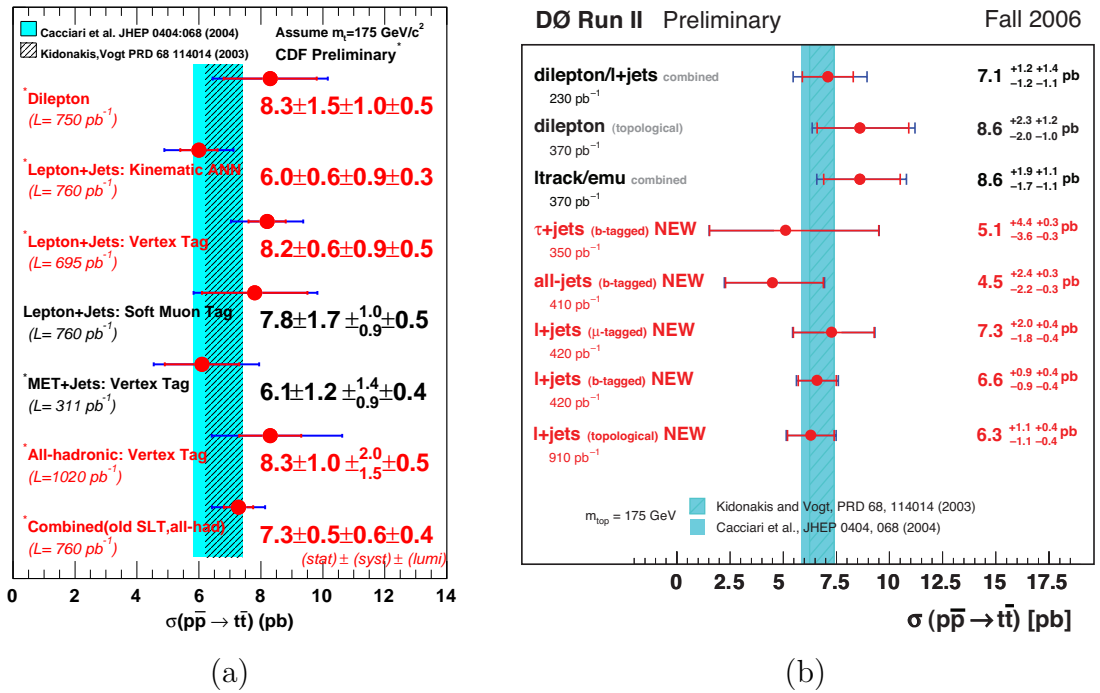 Cacciari et al. JHEP 0404:068 (2004)
Kidonakis,Vogt PRD 68 114014 (2003)
Assume m_t=175 GeV/c^2
CDF Preliminary*
*Dilepton
(L= 750 pb^-1)
8.3±1.5±1.0±0.5
*Lepton+Jets: Kinematic ANN
(L= 760 pb^-1)
6.0±0.6±0.9±0.3
*Lepton+Jets: Vertex Tag
(L= 695 pb^-1)
8.2±0.6±0.9±0.5
Lepton+Jets: Soft Muon Tag
(L= 760 pb^-1)
7.8±1.7 ±1.0 0.9 ±0.5
*MET+Jets: Vertex Tag
(L= 311 pb^-1)
6.1±1.2 ±1.4 0.9 ±0.4
*All-hadronic: Vertex Tag
(L=1020 pb^-1)
8.3±1.0 ±2.0 1.5 ±0.5
*Combined(old SLT,all-had)
(L= 760 pb^-1)
7.3±0.5±0.6±0.4
(stat) ± (syst) ± (lumi)
0 2 4 6 8 10 12 14
σ(pp̄ → tt̄) (pb)
(a)
DØ Run II Preliminary Fall 2006
dilepton/l+jets combined 7.1 +1.2 +1.4 −1.2 −1.1 pb
230 pb^−1
dilepton (topological) 8.6 +2.3 +1.2 −2.0 −1.0 pb
370 pb^−1
ltrack/emu combined 8.6 +1.9 +1.1 −1.7 −1.1 pb
370 pb^−1
τ+jets (b-tagged) NEW 5.1 +4.4 +0.3 −3.6 −0.3 pb
350 pb^−1
all-jets (b-tagged) NEW 4.5 +2.4 +0.3 −2.2 −0.3 pb
410 pb^−1
l+jets (μ-tagged) NEW 7.3 +2.0 +0.4 −1.8 −0.4 pb
420 pb^−1
l+jets (b-tagged) NEW 6.6 +0.9 +0.4 −0.9 −0.4 pb
420 pb^−1
l+jets (topological) NEW 6.3 +1.1 +0.4 −1.1 −0.4 pb
910 pb^−1
m_top = 175 GeV
Kidonakis and Vogt, PRD 68, 114014 (2003)
Cacciari et al., JHEP 0404, 068 (2004)
0 2.5 5 7.5 10 12.5 15 17.5
σ (pp̄ → tt̄) [pb]
(b)